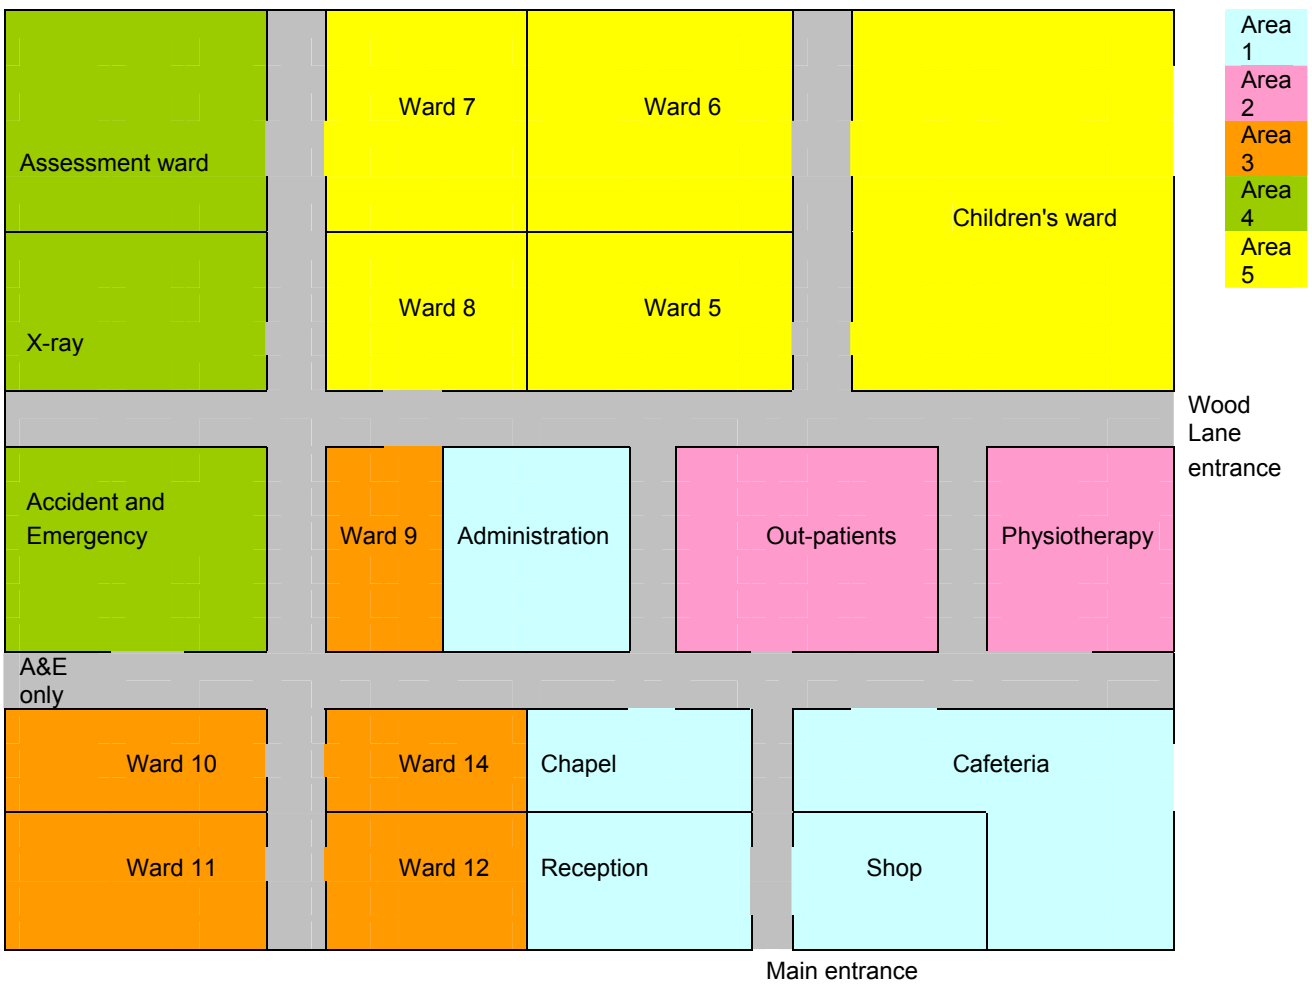 Area
1
Area
2
Area
3
Area
4
Area
5
Ward 7
Ward 6
Assessment ward
Children's ward
Ward 8
Ward 5
X-ray
Wood
Lane
entrance
Accident and
Emergency
Ward 9
Administration
Out-patients
Physiotherapy
A&E
only
Ward 10
Ward 14
Chapel
Cafeteria
Ward 11
Ward 12
Reception
Shop
Main entrance